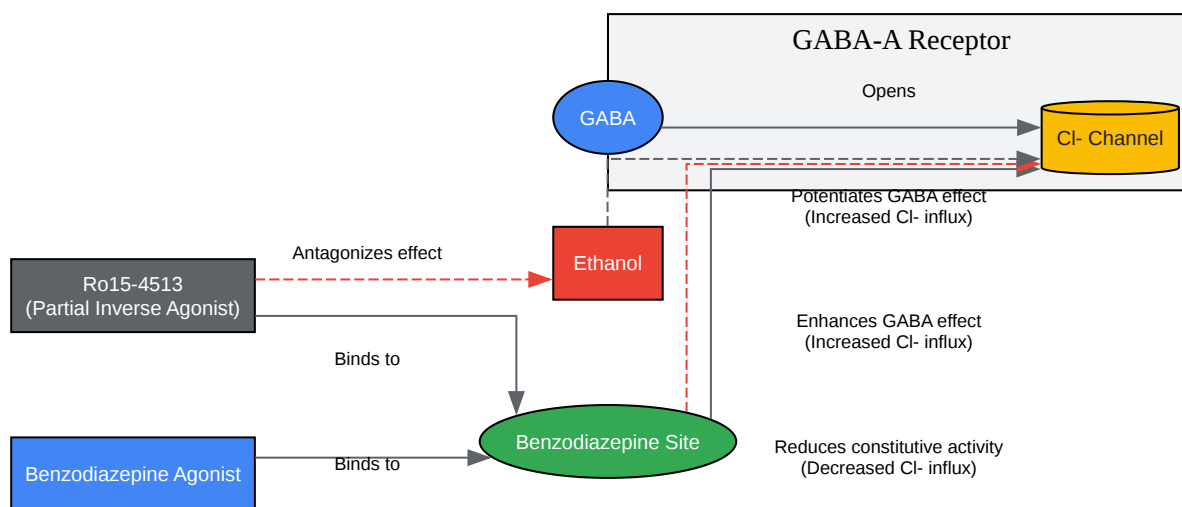 GABA-A Receptor
Opens
GABA
Cl- Channel
Potentiates GABA effect
(Increased Cl- influx)
Antagonizes effect
Ethanol
Ro15-4513
(Partial Inverse Agonist)
Enhances GABA effect
(Increased Cl- influx)
Binds to
Benzodiazepine Site
Reduces constitutive activity
(Decreased Cl- influx)
Binds to
Benzodiazepine Agonist